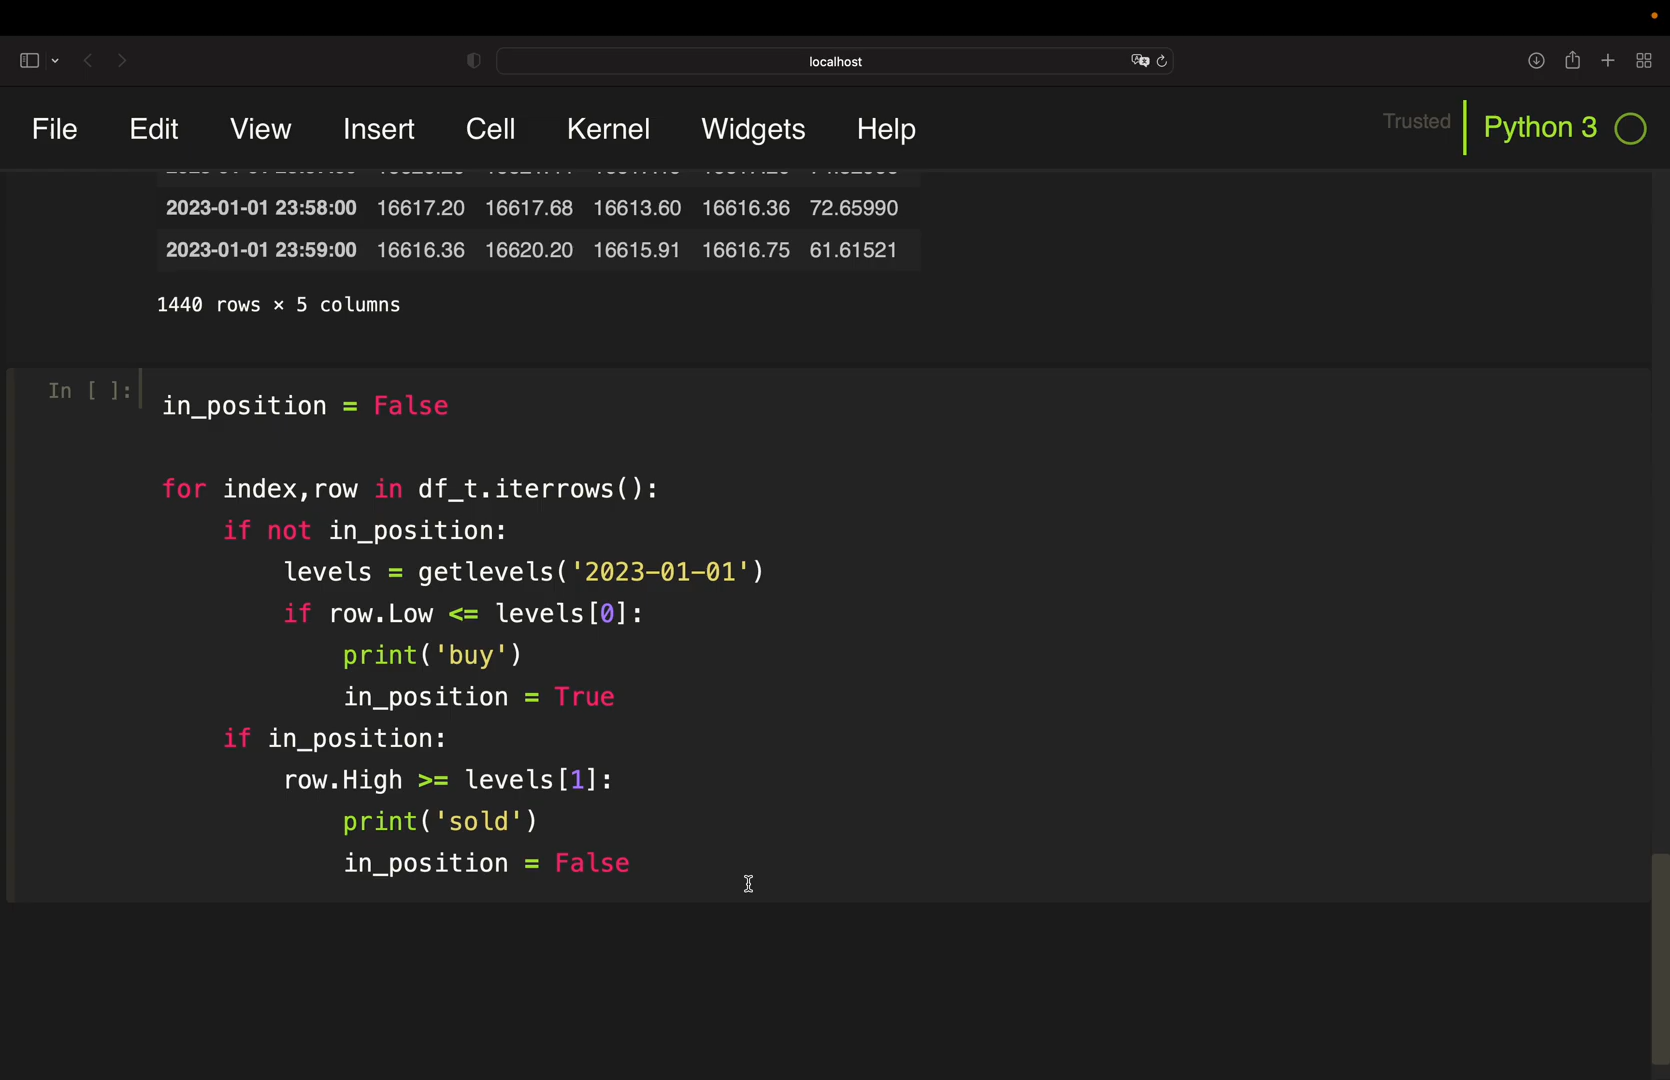 localhost
File Edit View Insert Cell Kernel Widgets Help Trusted Python 3
2023-01-01 23:58:00 16617.20 16617.68 16613.60 16616.36 72.65990
2023-01-01 23:59:00 16616.36 16620.20 16615.91 16616.75 61.61521
1440 rows × 5 columns
In [ ]:
in_position = False
for index,row in df_t.iterrows():
    if not in_position:
        levels = getlevels('2023-01-01')
        if row.Low <= levels[0]:
            print('buy')
            in_position = True
    if in_position:
        row.High >= levels[1]:
            print('sold')
            in_position = False